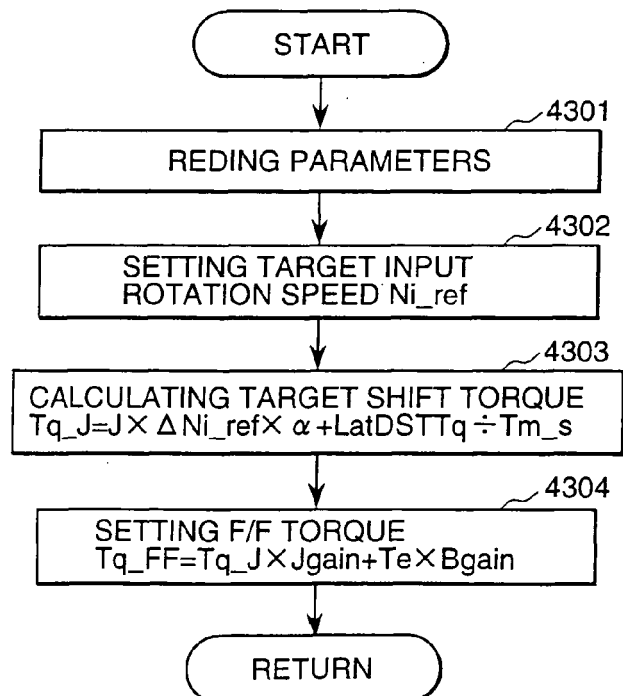 START
4301
REDING PARAMETERS
4302
SETTING TARGET INPUT
ROTATION SPEED Ni_ref
4303
CALCULATING TARGET SHIFT TORQUE
Tq_J=J×ΔNi_ref×α+LatDSTTq÷Tm_s
4304
SETTING F/F TORQUE
Tq_FF=Tq_J×Jgain+Te×Bgain
RETURN